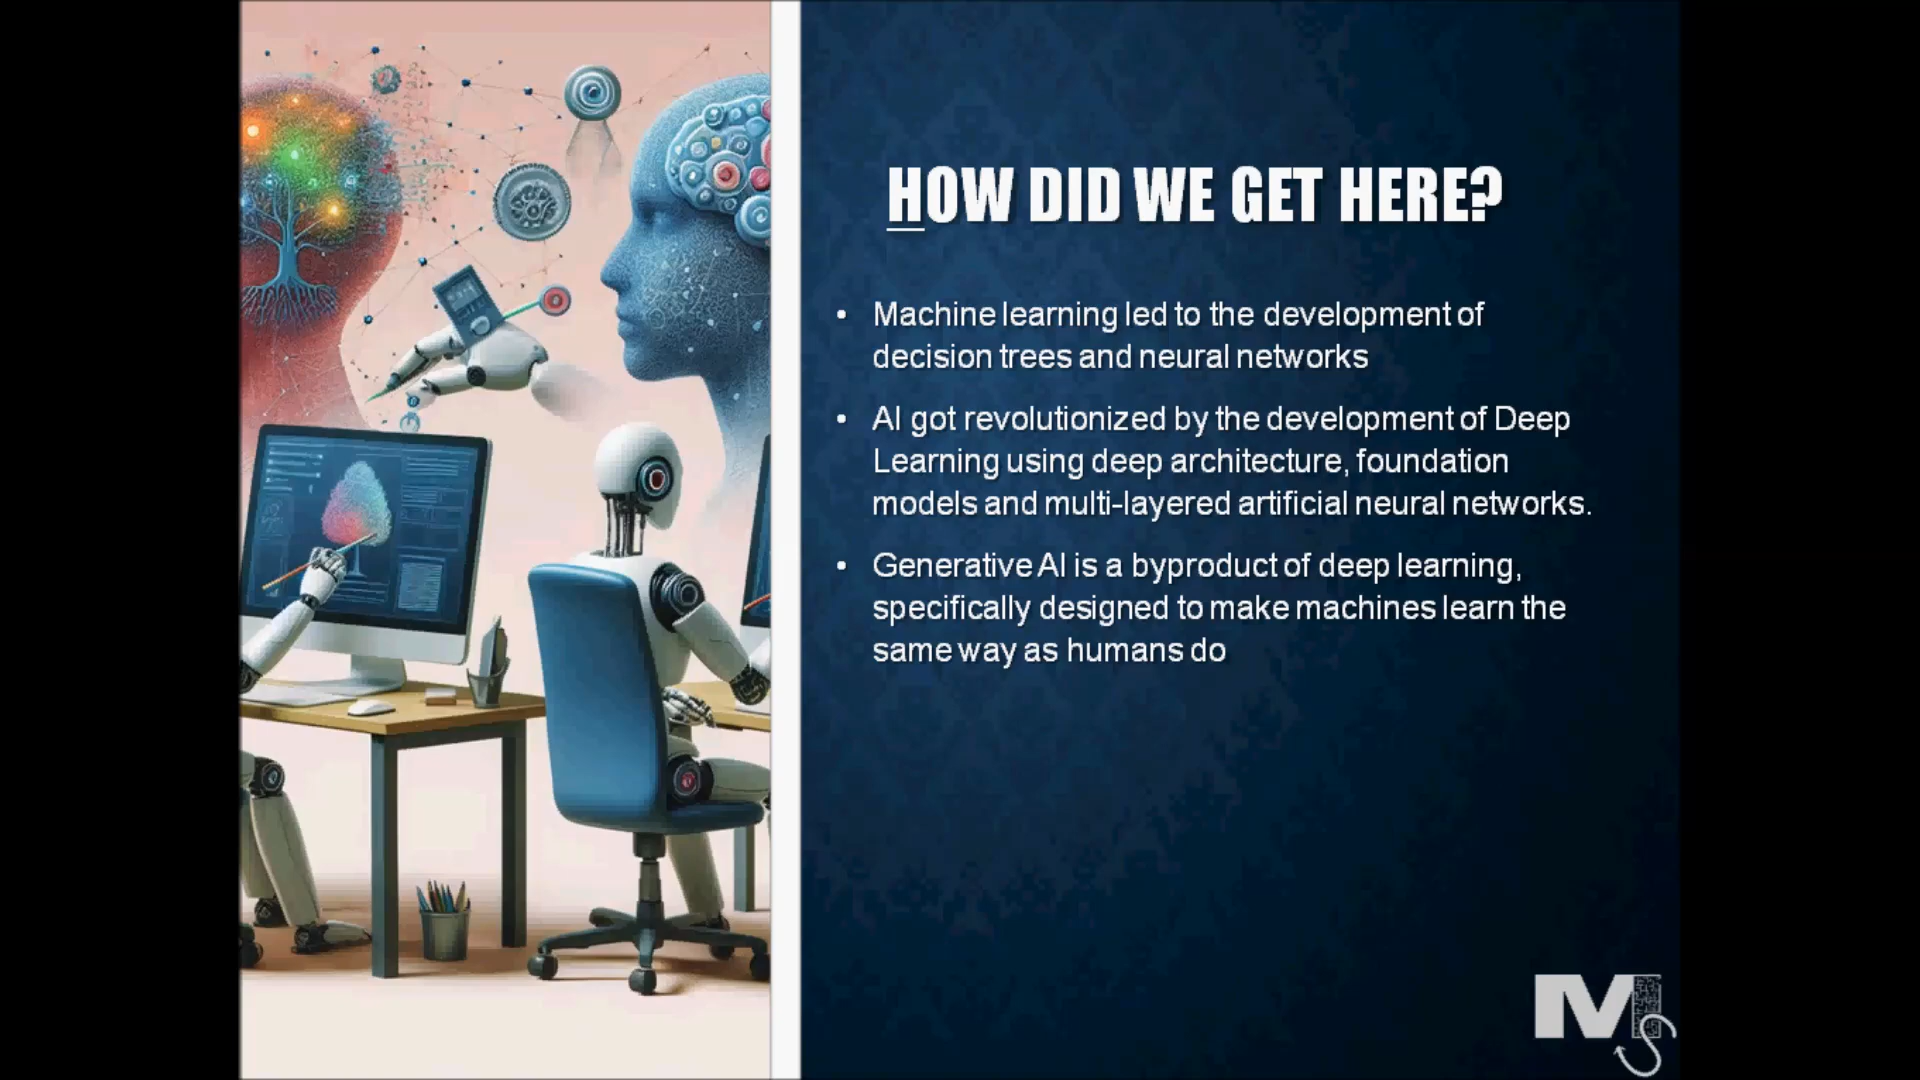 HOW DID WE GET HERE?
• Machine learning led to the development of
decision trees and neural networks
• AI got revolutionized by the development of Deep
Learning using deep architecture, foundation
models and multi-layered artificial neural networks.
• Generative AI is a byproduct of deep learning,
specifically designed to make machines learn the
same way as humans do